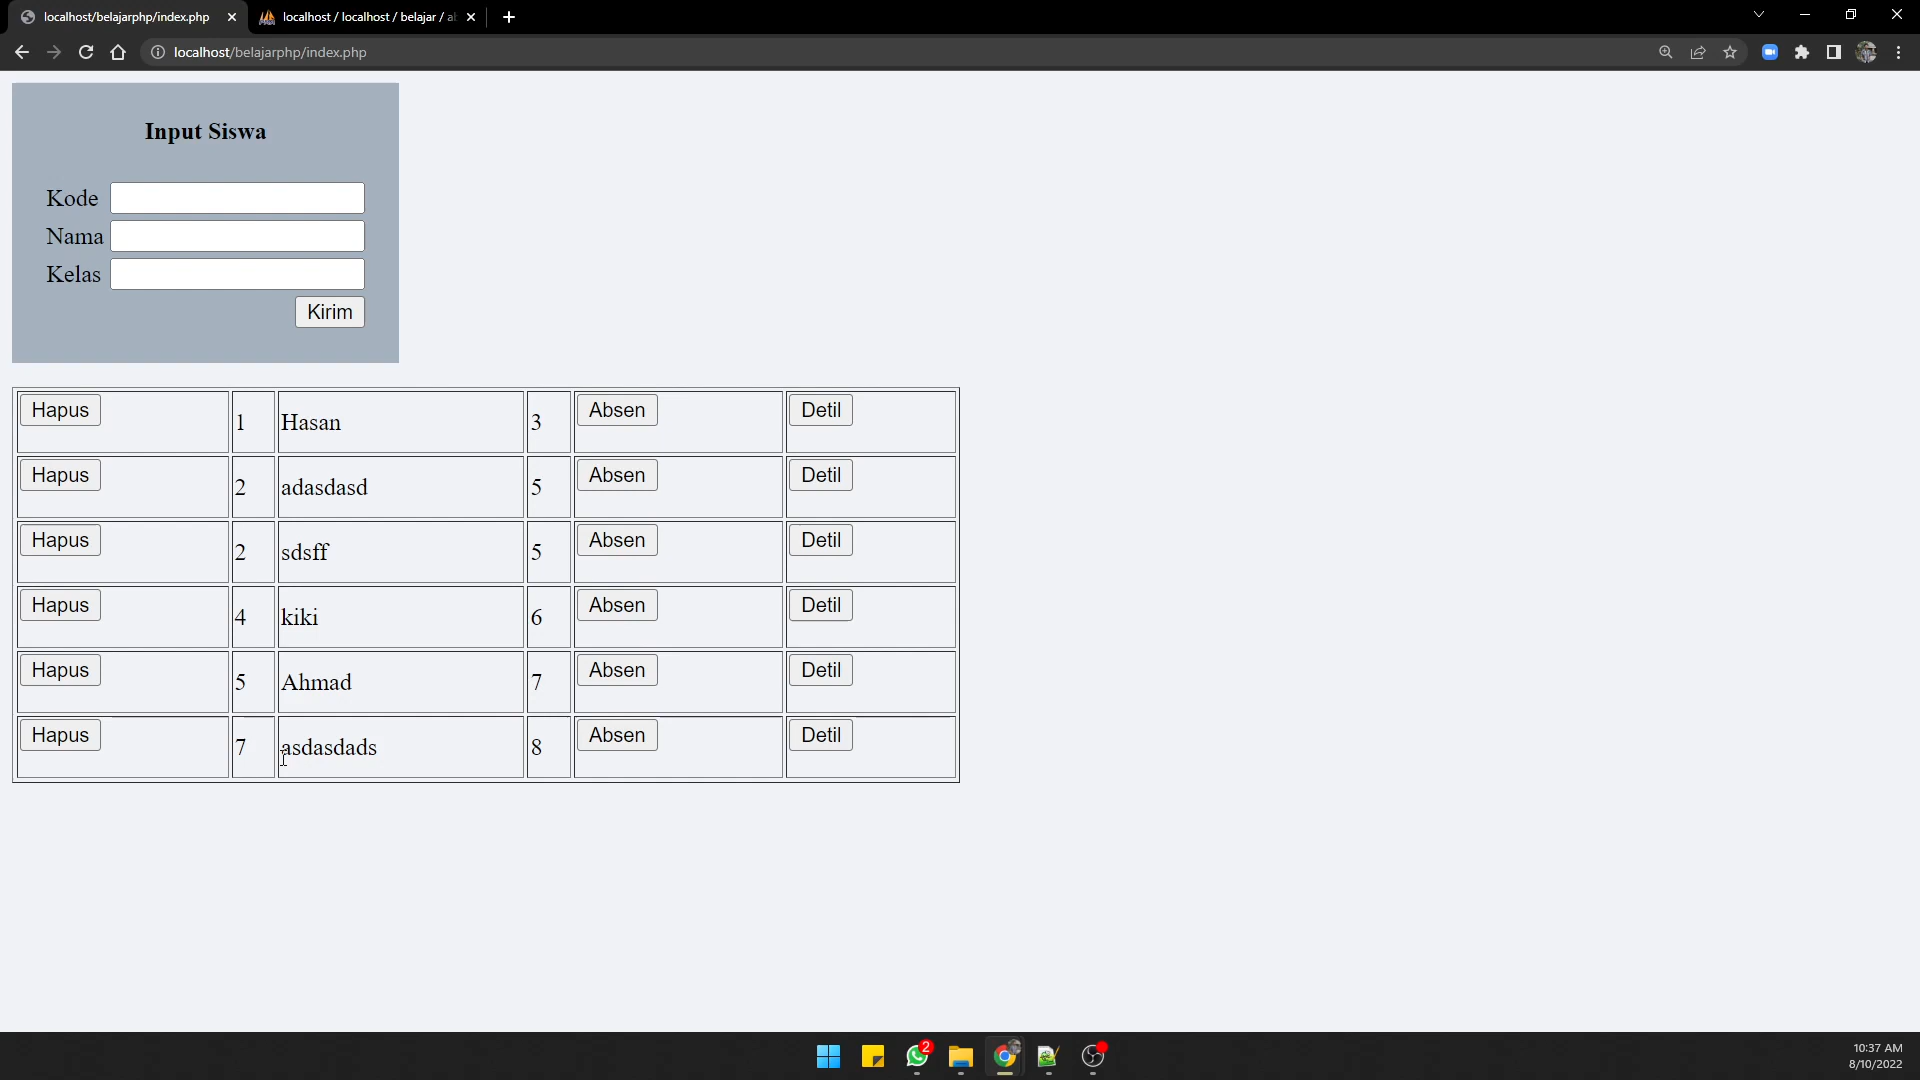 localhost/belajarphp/index.php
localhost / localhost / belajar /
localhost/belajarphp/index.php
Input Siswa
Kode
Nama
Kelas
Kirim
Hapus 1 Hasan 3 Absen Detil
Hapus 2 adasdasd 5 Absen Detil
Hapus 2 sdsff 5 Absen Detil
Hapus 4 kiki 6 Absen Detil
Hapus 5 Ahmad 7 Absen Detil
Hapus 7 asdasdads 8 Absen Detil
2
10:37 AM
8/10/2022